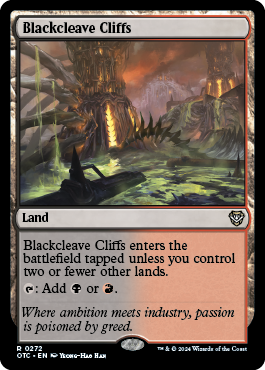 Blackcleave Cliffs
Land
Blackcleave Cliffs enters the
battlefield tapped unless you control
two or fewer other lands.
: Add or .
Where ambition meets industry, passion
is poisoned by greed.
R 0272
OTC • EN Yeong-Hao Han
™ & © 2024 Wizards of the Coast